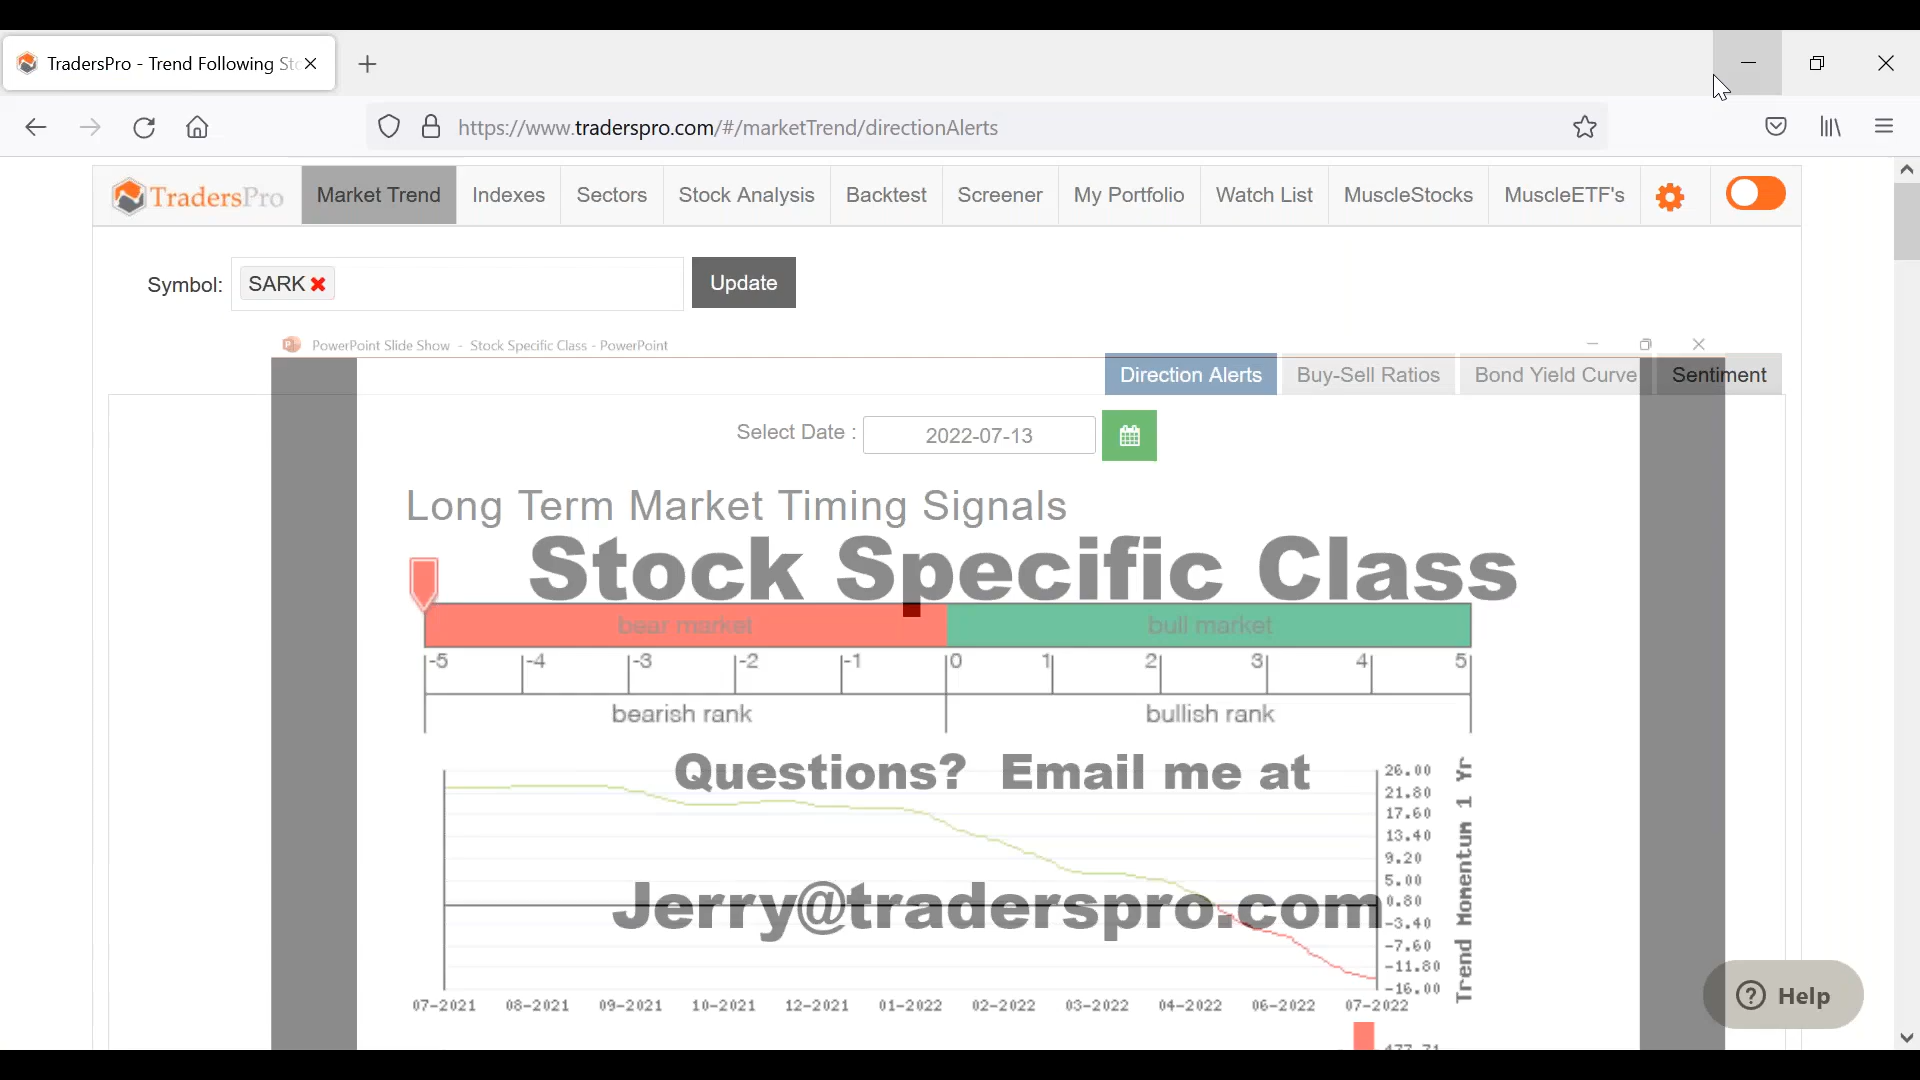 TradersPro - Trend Following Sto
https://www.traderspro.com/#/marketTrend/directionAlerts
TradersPro Market Trend Indexes Sectors Stock Analysis Backtest Screener My Portfolio Watch List MuscleStocks MuscleETF's
Symbol: SARK Update
PowerPoint Slide Show - Stock Specific Class - PowerPoint
Direction Alerts Buy-Sell Ratios Bond Yield Curve Sentiment
Select Date : 2022-07-13
Long Term Market Timing Signals
Stock Specific Class
bear market bull market
-5 -4 -3 -2 -1 0 1 2 3 4 5
bearish rank bullish rank
Questions? Email me at
26.00
21.80
17.60
13.40
9.20
5.00
0.80
-3.40
-7.60
-11.80
-16.00
Trend Momentum 1 Yr
Jerry@traderspro.com
07-2021 08-2021 09-2021 10-2021 12-2021 01-2022 02-2022 03-2022 04-2022 06-2022 07-2022
Help